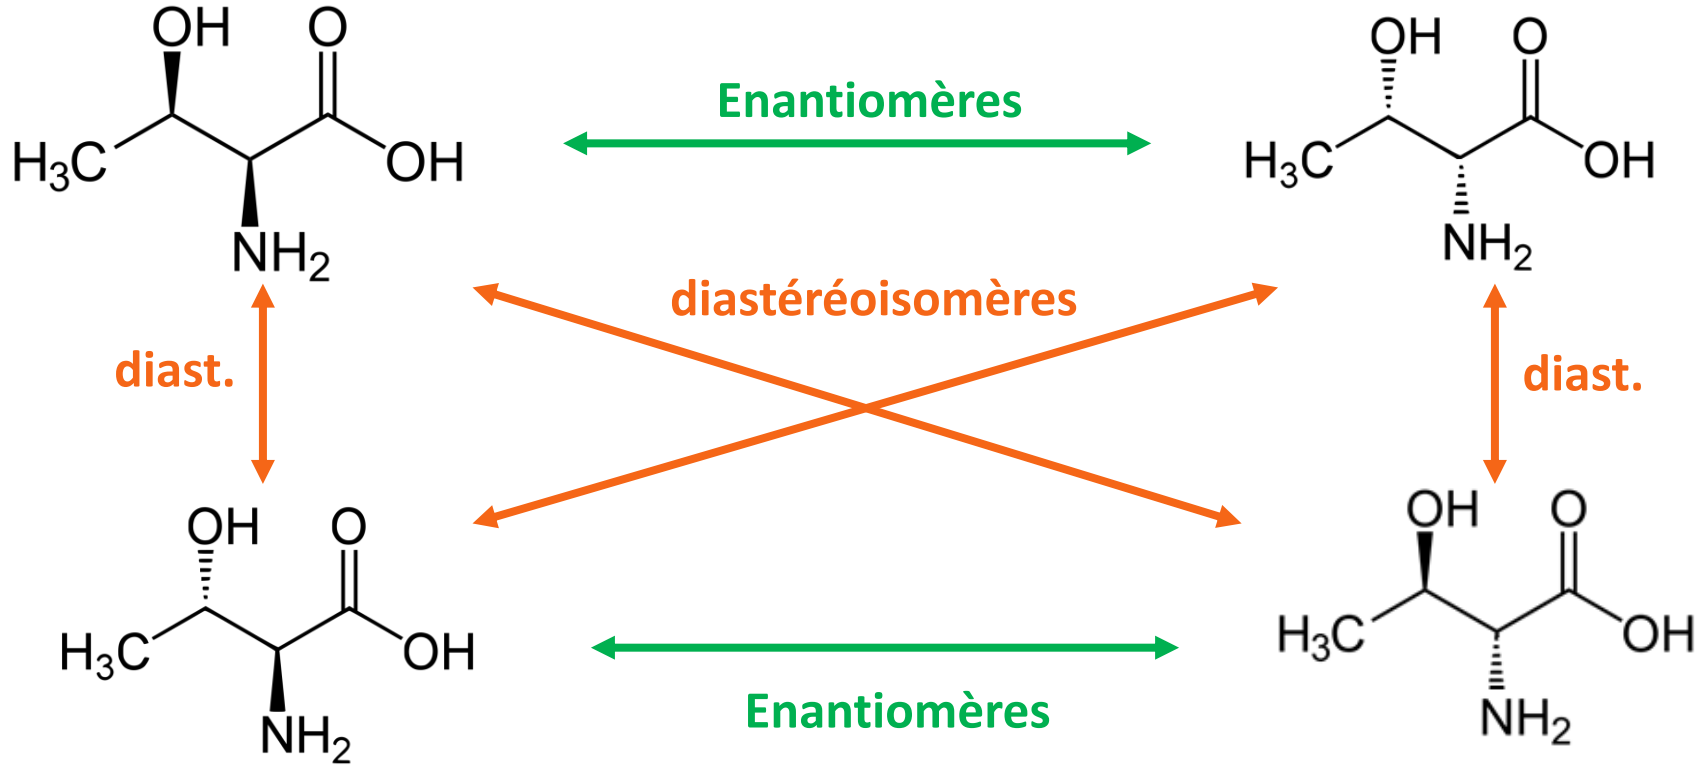 OH O
OH O
Enantiomères
H3C OH
H3C OH
NH2
NH2
diastéréoisomères
diast.
diast.
OH O
OH O
H3C OH
H3C OH
NH2
NH2
Enantiomères